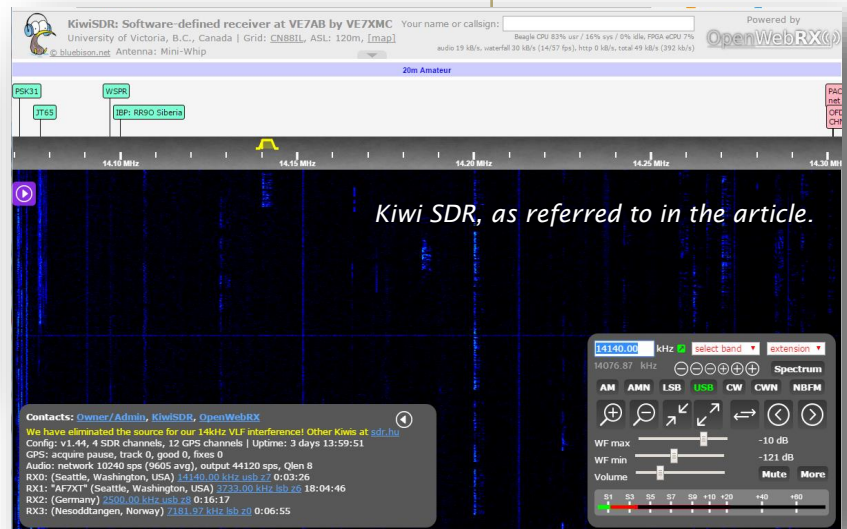 KiwiSDR: Software-defined receiver at VE7AB by VE7XMC
Your name or callsign:
Powered by
University of Victoria, B.C., Canada | Grid: CN88IL, ASL: 120m, [map]
Beagle CPU 83% usr / 16% sys / 0% idle, FPGA eCPU 7%
OpenWebRX
© bluebison.net Antenna: Mini-Whip
audio 19 kB/s, waterfall 30 kB/s (14/57 fps), http 0 kB/s, total 49 kB/s (392 kb/s)
20m Amateur
PSK31
WSPR
PAC
net
JT65
IBP: RR9O Siberia
OFD
CHN
14.10 MHz
14.15 MHz
14.20 MHz
14.25 MHz
14.30 MH
Kiwi SDR, as referred to in the article.
14140.00 kHz select band extension
14076.87 kHz Spectrum
AM AMN LSB USB CW CWN NBFM
WF max -10 dB
WF min -121 dB
Volume Mute More
S1 S3 S5 S7 S9 +10 +20 +40 +60
Contacts: Owner/Admin, KiwiSDR, OpenWebRX
We have eliminated the source for our 14kHz VLF interference! Other Kiwis at sdr.hu
Config: v1.44, 4 SDR channels, 12 GPS channels | Uptime: 3 days 13:59:51
GPS: acquire pause, track 0, good 0, fixes 0
Audio: network 10240 sps (9605 avg), output 44120 sps, Qlen 8
RX0: (Seattle, Washington, USA) 14140.00 kHz usb z7 0:03:26
RX1: "AF7XT" (Seattle, Washington, USA) 3733.00 kHz lsb z6 18:04:46
RX2: (Germany) 2500.00 kHz usb z8 0:16:17
RX3: (Nesoddtangen, Norway) 7181.97 kHz lsb z0 0:06:55